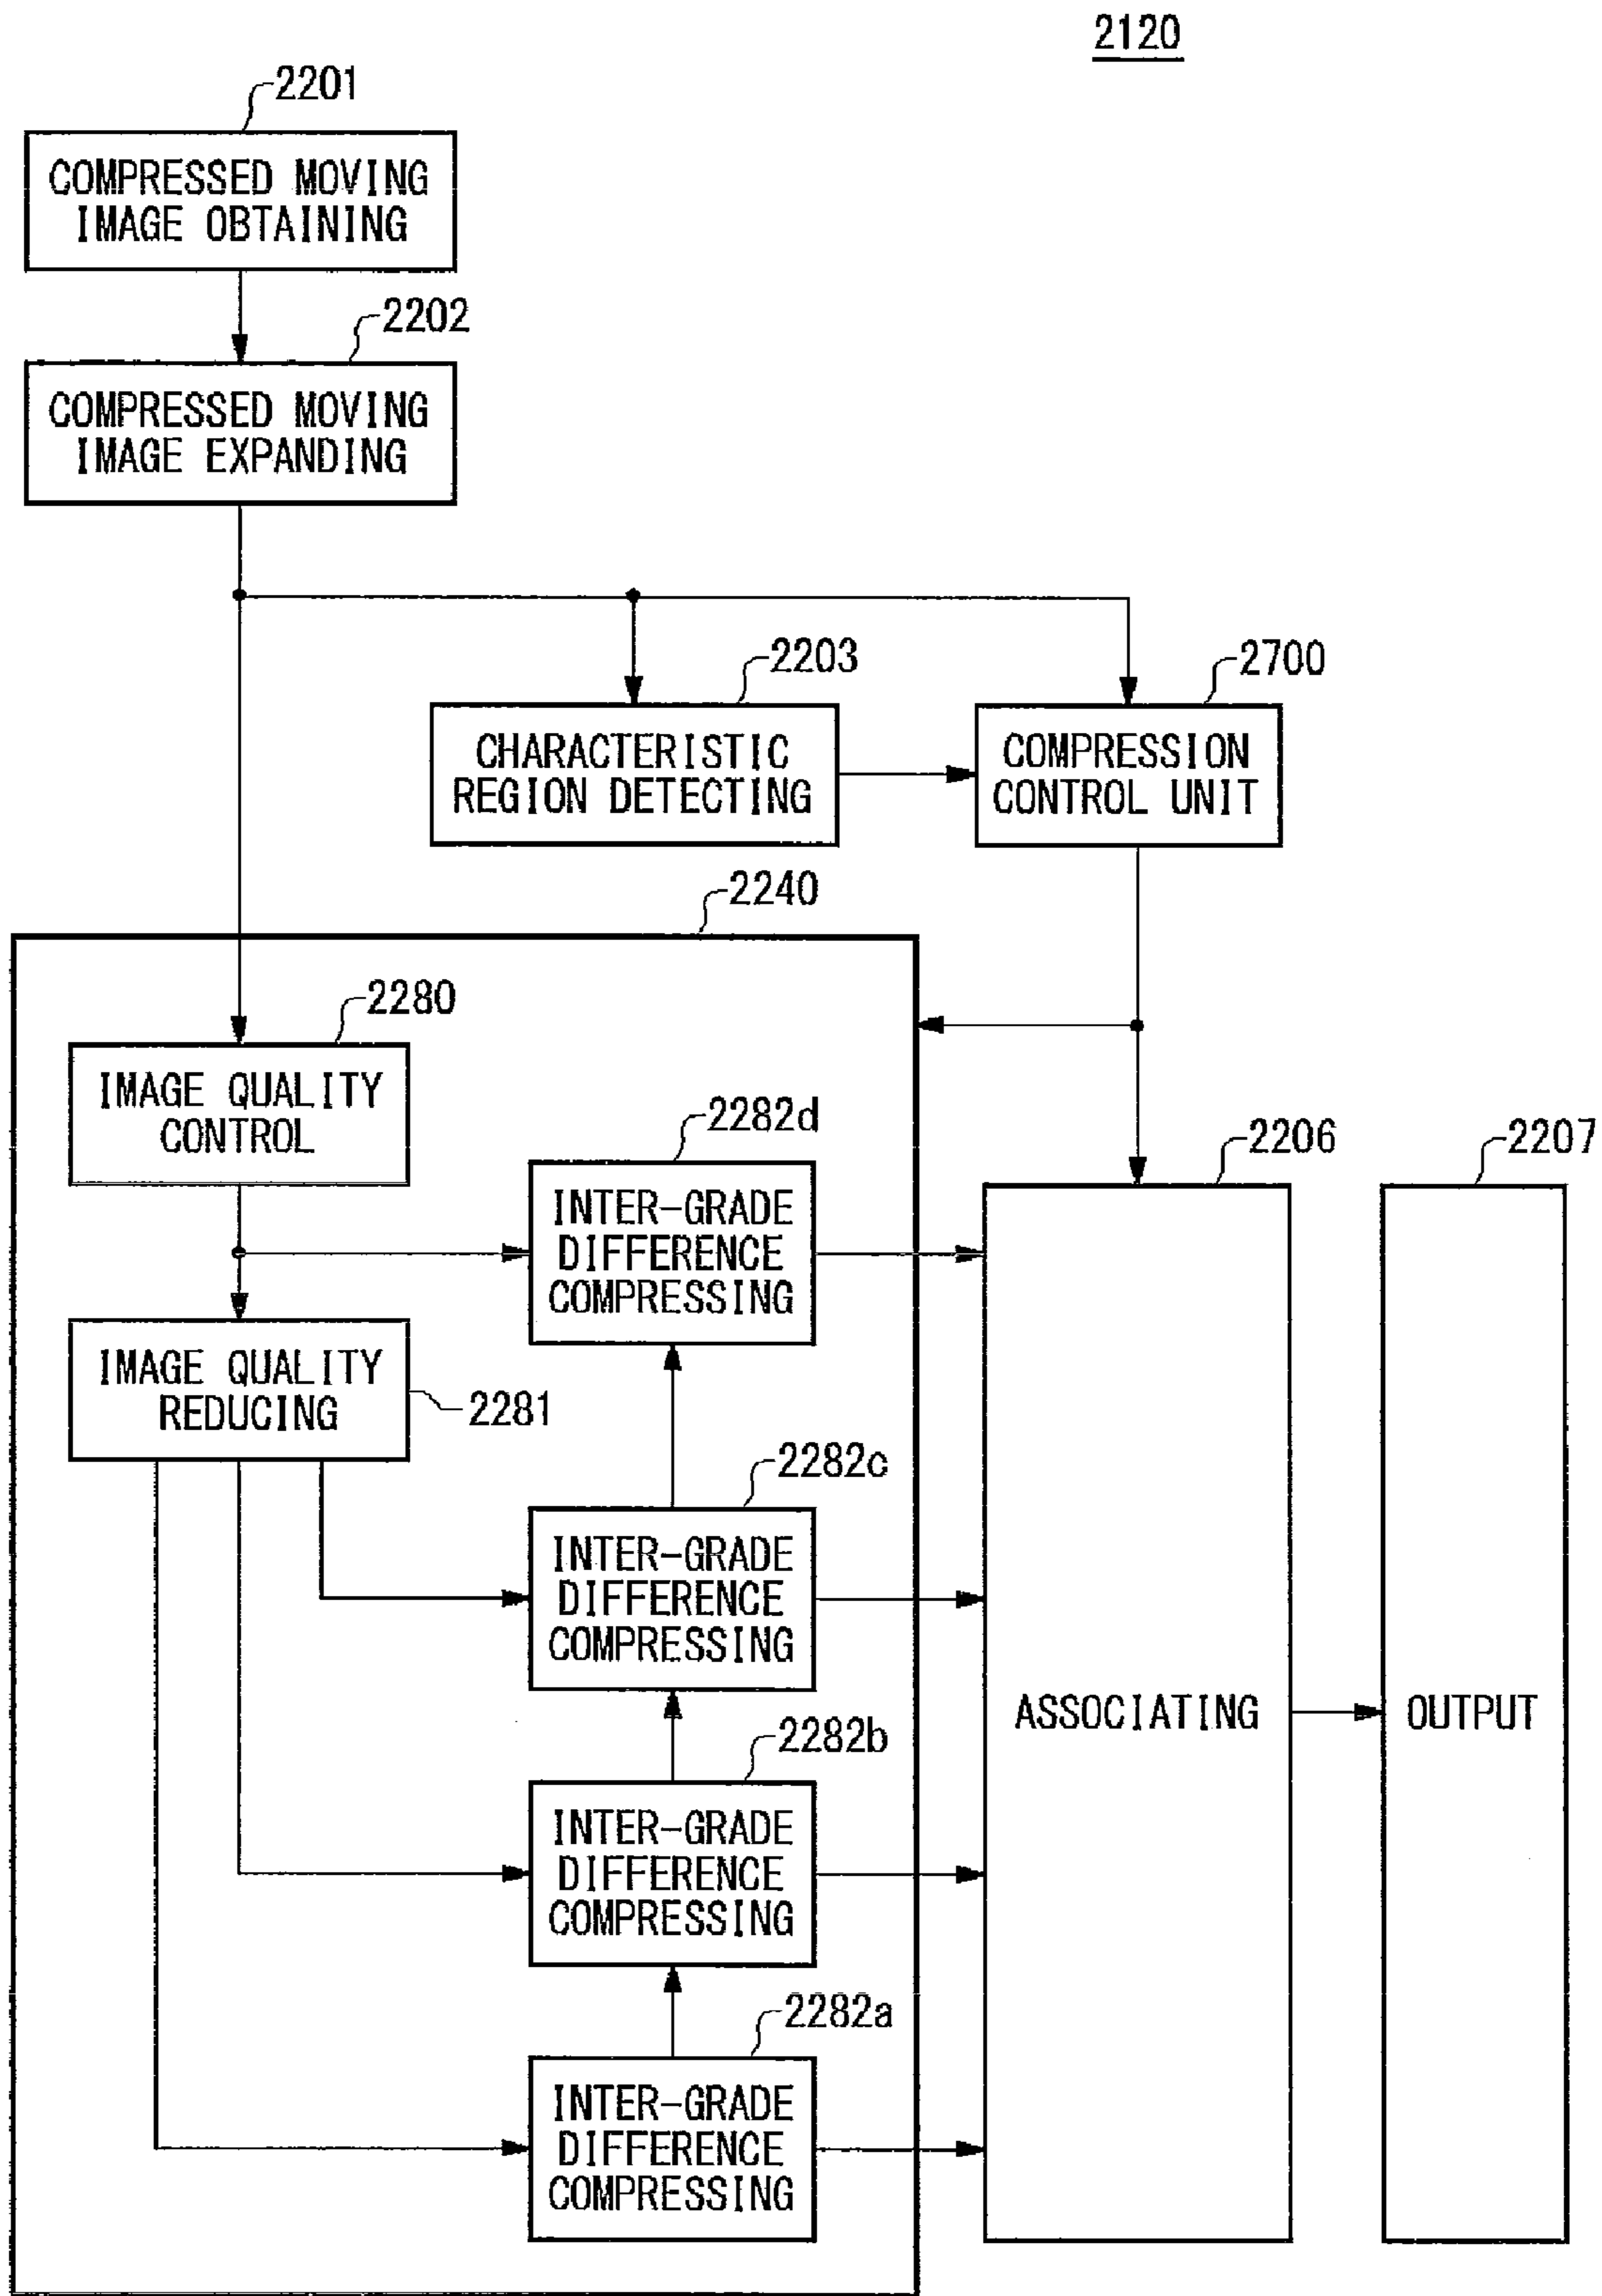 2120
2201
COMPRESSED MOVING
IMAGE OBTAINING
2202
COMPRESSED MOVING
IMAGE EXPANDING
2203
CHARACTERISTIC
REGION DETECTING
2700
COMPRESSION
CONTROL UNIT
2240
2280
IMAGE QUALITY
CONTROL
2282d
INTER-GRADE
DIFFERENCE
COMPRESSING
2206
2207
IMAGE QUALITY
REDUCING
2281
2282c
INTER-GRADE
DIFFERENCE
COMPRESSING
ASSOCIATING
OUTPUT
2282b
INTER-GRADE
DIFFERENCE
COMPRESSING
2282a
INTER-GRADE
DIFFERENCE
COMPRESSING